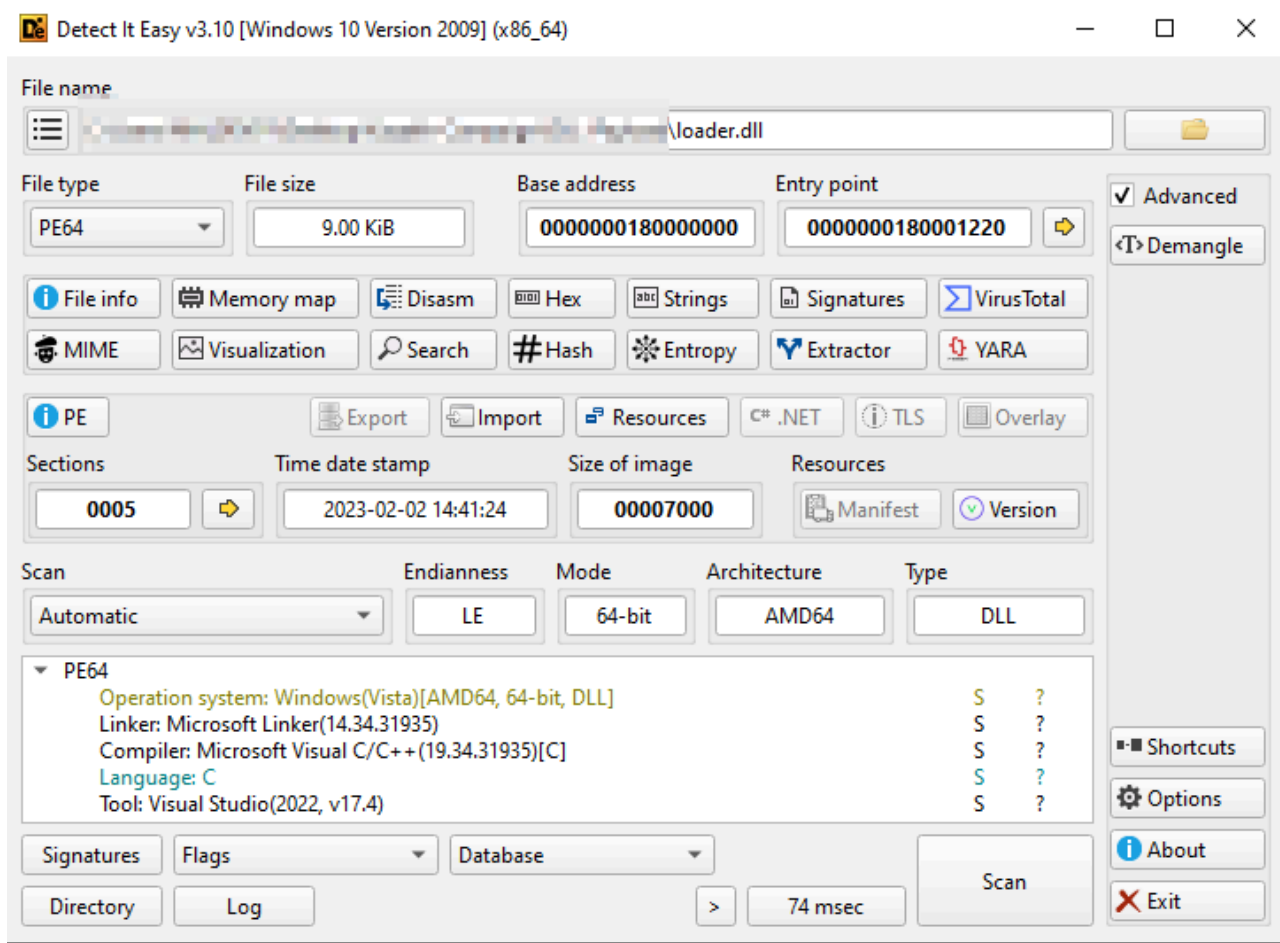 Detect It Easy v3.10 [Windows 10 Version 2009] (x86_64)
File name
\loader.dll
File type File size Base address Entry point
PE64 9.00 KiB 0000000180000000 0000000180001220
Advanced
Demangle
File info Memory map Disasm Hex Strings Signatures VirusTotal
MIME Visualization Search Hash Entropy Extractor YARA
PE Export Import Resources C# .NET TLS Overlay
Sections Time date stamp Size of image Resources
0005 2023-02-02 14:41:24 00007000 Manifest Version
Scan Endianness Mode Architecture Type
Automatic LE 64-bit AMD64 DLL
PE64
Operation system: Windows(Vista)[AMD64, 64-bit, DLL] S ?
Linker: Microsoft Linker(14.34.31935) S ?
Compiler: Microsoft Visual C/C++(19.34.31935)[C] S ?
Language: C S ?
Tool: Visual Studio(2022, v17.4) S ?
Shortcuts
Options
About
Exit
Signatures Flags Database Scan
Directory Log > 74 msec